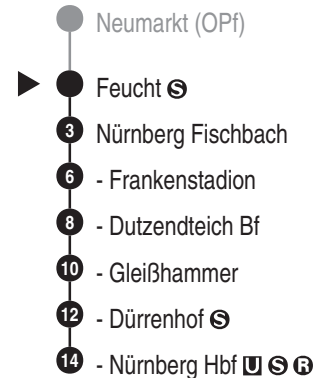 Neumarkt (OPf)
Feucht S
3 Nürnberg Fischbach
6 - Frankenstadion
8 - Dutzendteich Bf
10 - Gleißhammer
12 - Dürrenhof S
14 - Nürnberg Hbf U S R